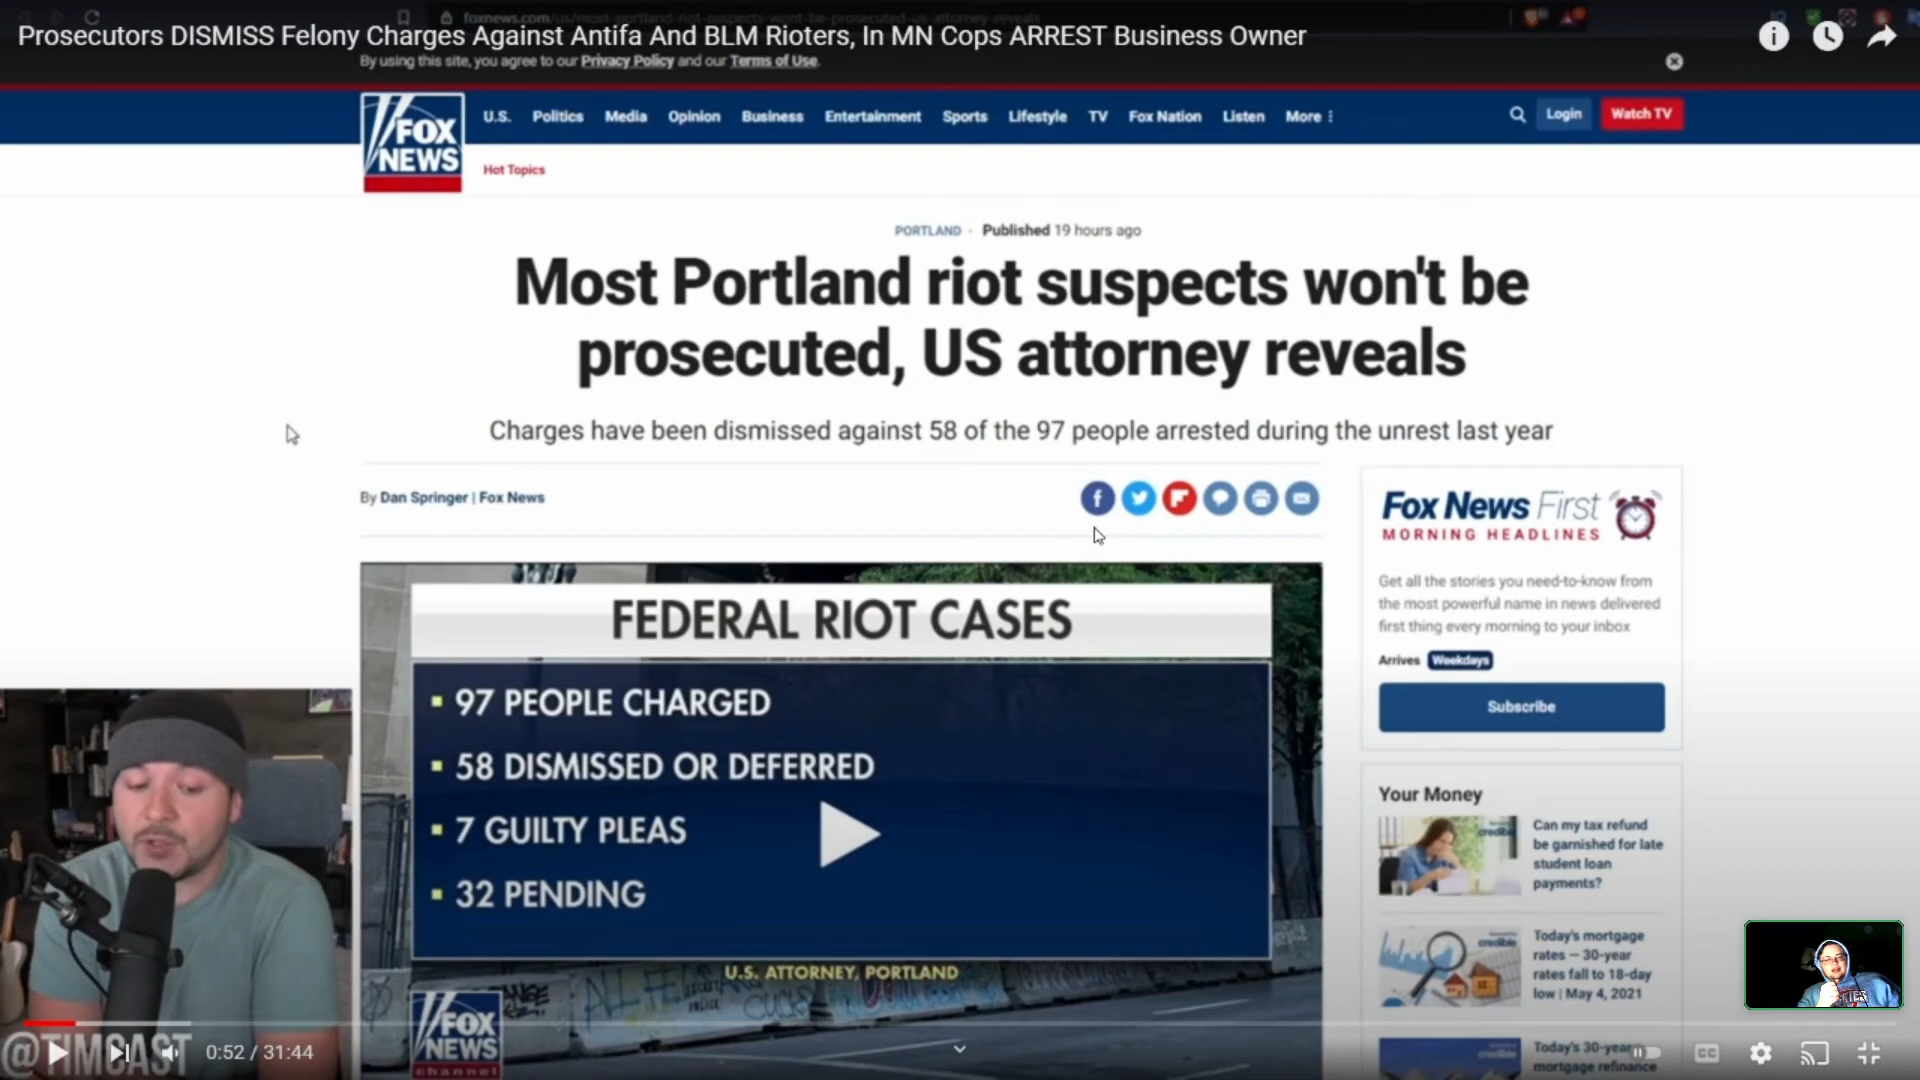 foxnews.com/us/most-portland-riot-suspects-wont-be-prosecuted-us-attorney-reveals
Prosecutors DISMISS Felony Charges Against Antifa And BLM Rioters, In MN Cops ARREST Business Owner
By using this site, you agree to our Privacy Policy and our Terms of Use.
FOX NEWS
U.S. Politics Media Opinion Business Entertainment Sports Lifestyle TV Fox Nation Listen More
Login
Watch TV
Hot Topics
PORTLAND · Published 19 hours ago
Most Portland riot suspects won't be
prosecuted, US attorney reveals
Charges have been dismissed against 58 of the 97 people arrested during the unrest last year
By Dan Springer | Fox News
FEDERAL RIOT CASES
97 PEOPLE CHARGED
58 DISMISSED OR DEFERRED
7 GUILTY PLEAS
32 PENDING
U.S. ATTORNEY, PORTLAND
FOX
NEWS
channel
Fox News First
MORNING HEADLINES
Get all the stories you need-to-know from
the most powerful name in news delivered
first thing every morning to your inbox
Arrives Weekdays
Subscribe
Your Money
credible
Can my tax refund
be garnished for late
student loan
payments?
credible
Today's mortgage
rates — 30-year
rates fall to 18-day
low | May 4, 2021
Today's 30-year
mortgage refinance
@TIMCAST
0:52 / 31:44
CC